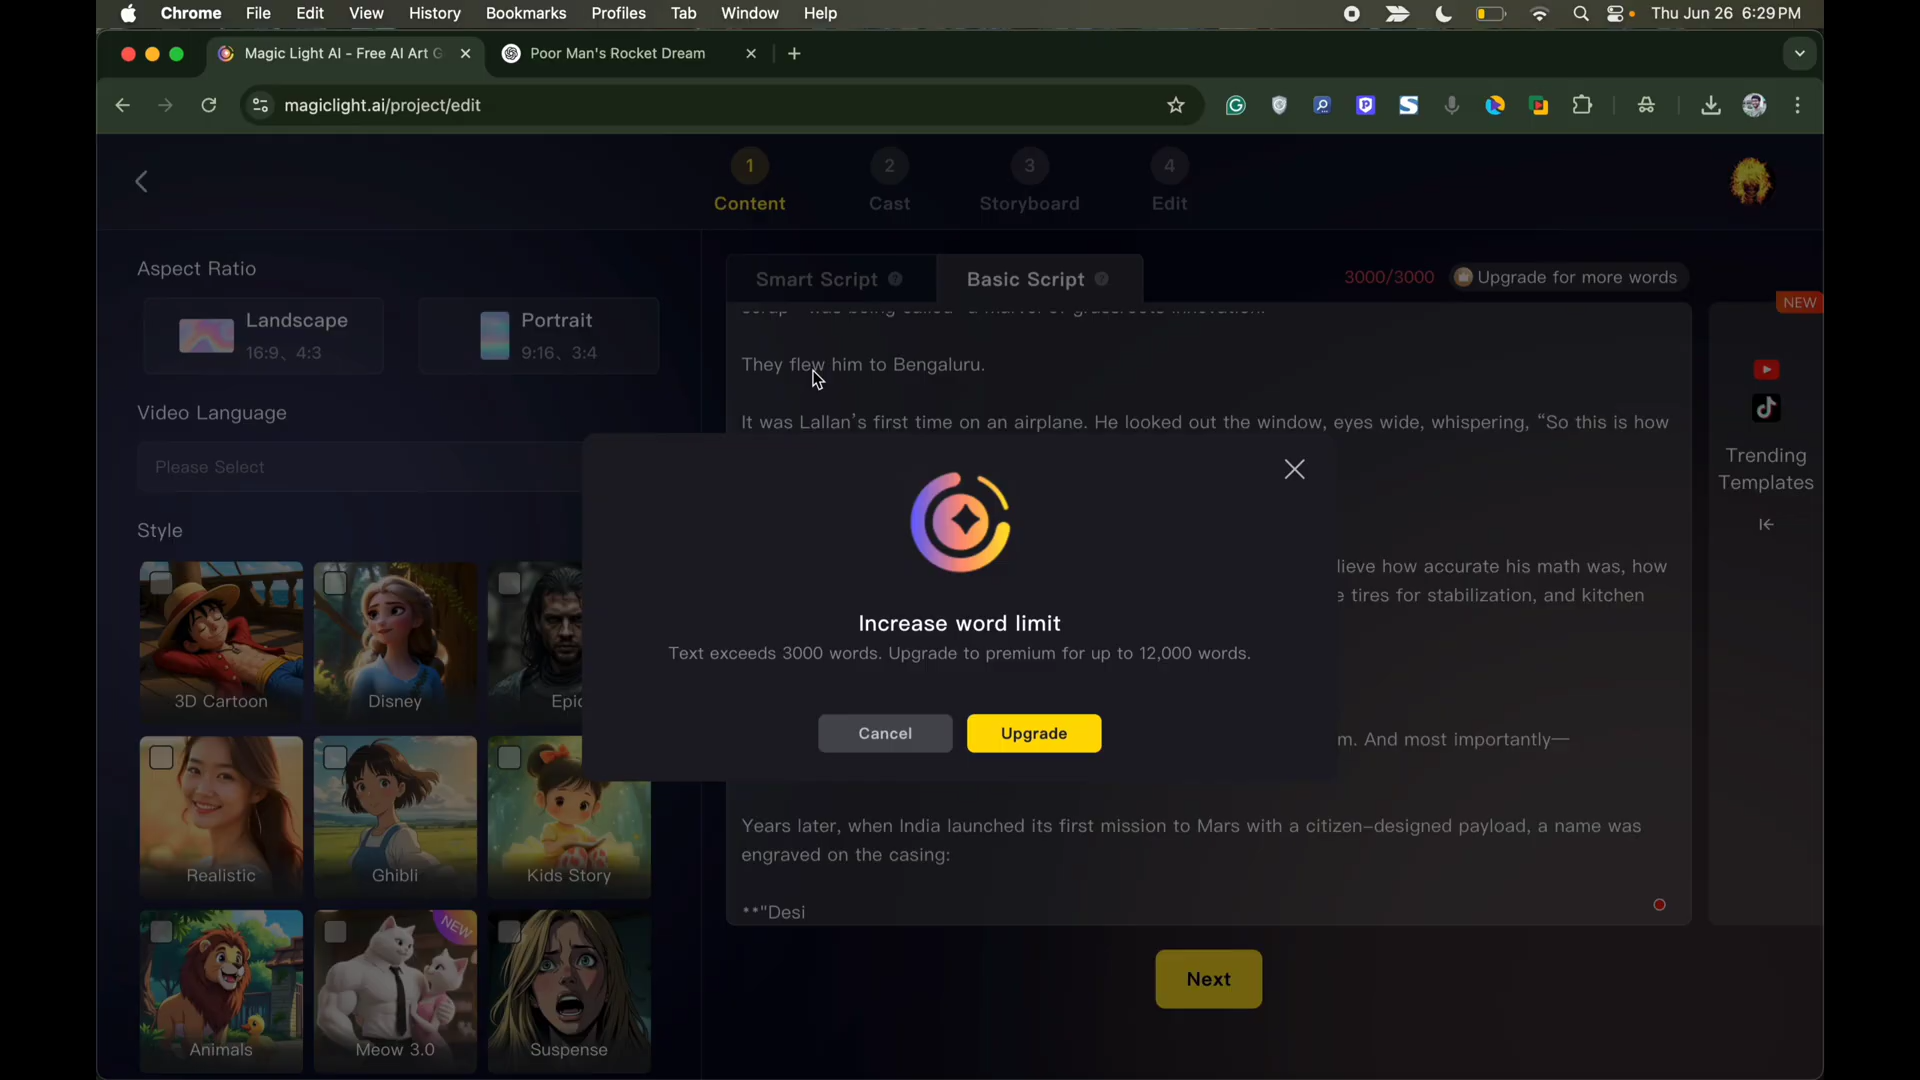 Chrome File Edit View History Bookmarks Profiles Tab Window Help Thu Jun 26 6:29 PM
Magic Light AI - Free AI Art G
Poor Man's Rocket Dream
magiclight.ai/project/edit
1 2 3 4
Content Cast Storyboard Edit
Aspect Ratio
Landscape
16:9、4:3
Portrait
9:16、3:4
Video Language
Please Select
Style
3D Cartoon
Disney
Epic
Realistic
Ghibli
Kids Story
Animals
NEW
Meow 3.0
Suspense
Smart Script ?
Basic Script ?
3000/3000
Upgrade for more words
They flew him to Bengaluru.
It was Lallan’s first time on an airplane. He looked out the window, eyes wide, whispering, “So this is how
lieve how accurate his math was, how
e tires for stabilization, and kitchen
m. And most importantly—
Years later, when India launched its first mission to Mars with a citizen-designed payload, a name was
engraved on the casing:
**"Desi
Increase word limit
Text exceeds 3000 words. Upgrade to premium for up to 12,000 words.
Cancel
Upgrade
Next
NEW
Trending
Templates